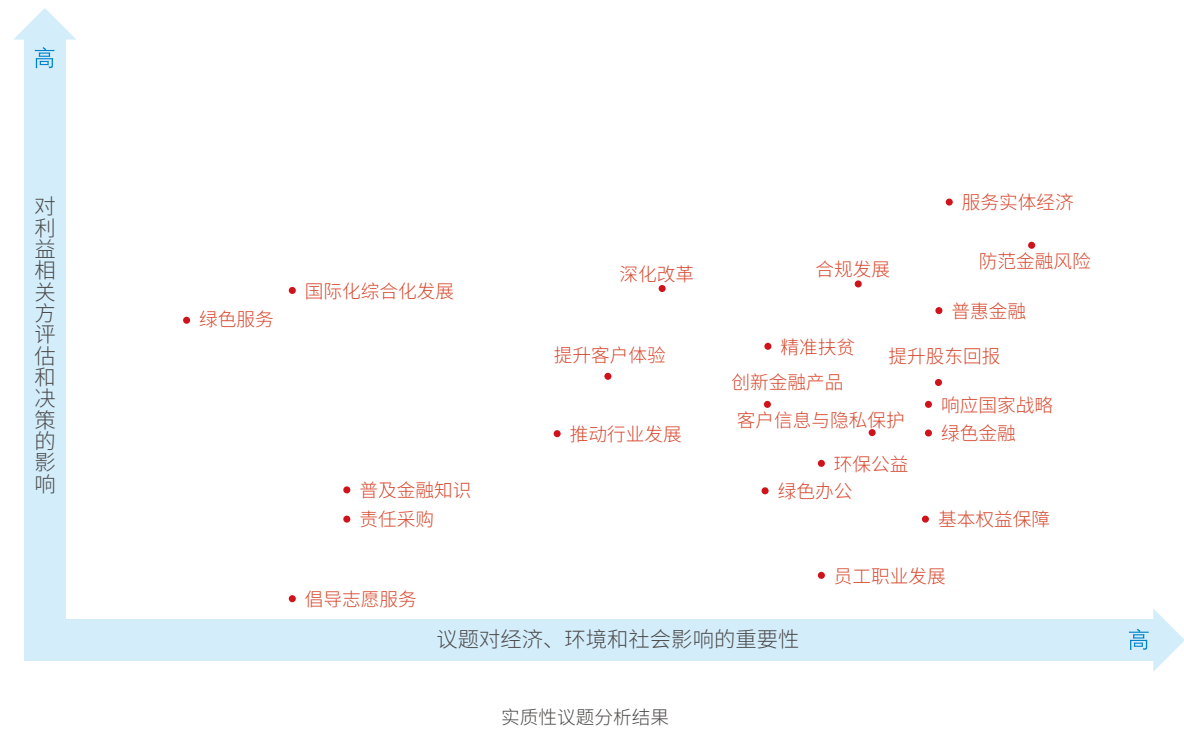 高
对利益相关方评估和决策的影响
服务实体经济
防范金融风险
深化改革
合规发展
国际化综合化发展
普惠金融
绿色服务
精准扶贫
提升客户体验
提升股东回报
创新金融产品
响应国家战略
客户信息与隐私保护
推动行业发展
绿色金融
环保公益
普及金融知识
绿色办公
责任采购
基本权益保障
员工职业发展
倡导志愿服务
议题对经济、环境和社会影响的重要性
高
实质性议题分析结果